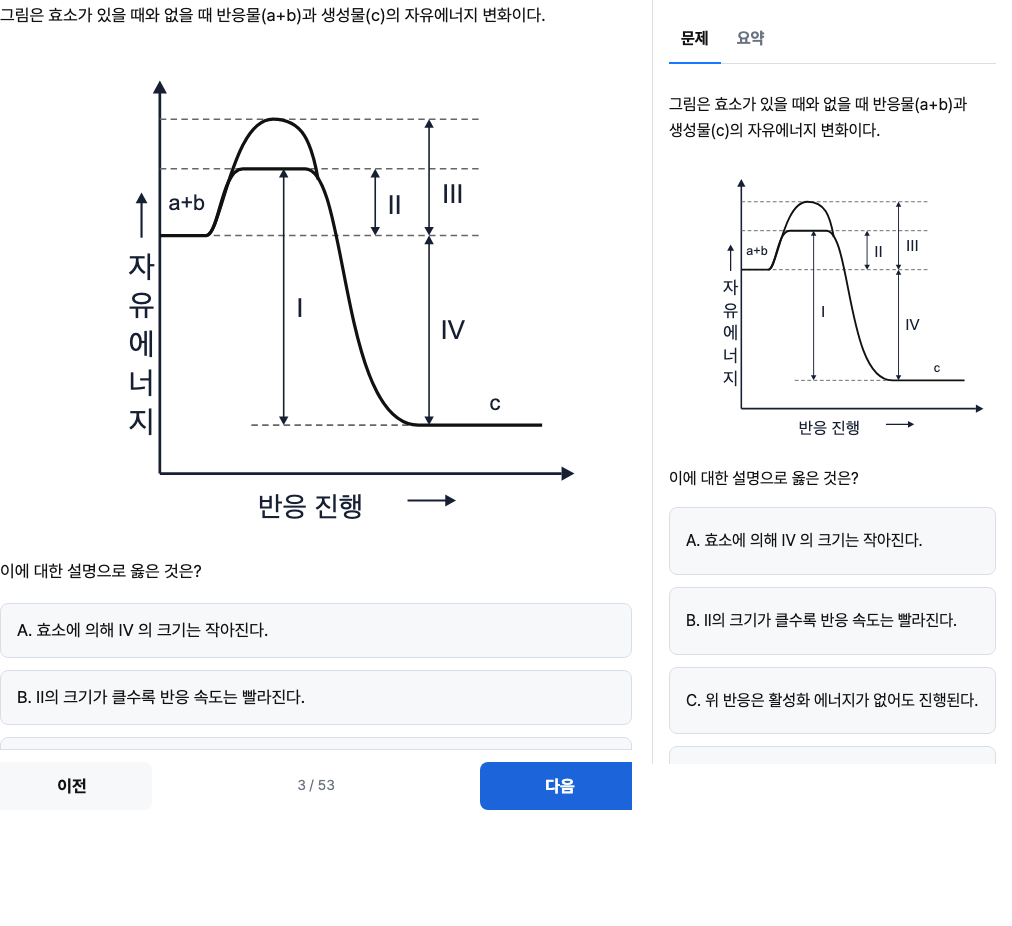 그림은 효소가 있을 때와 없을 때 반응물(a+b)과 생성물(c)의 자유에너지 변화이다.
a+b
II
III
자
유
에
너
지
I
IV
c
반응 진행
이에 대한 설명으로 옳은 것은?
A. 효소에 의해 IV 의 크기는 작아진다.
B. II의 크기가 클수록 반응 속도는 빨라진다.
이전
3 / 53
다음
문제
요약
그림은 효소가 있을 때와 없을 때 반응물(a+b)과
생성물(c)의 자유에너지 변화이다.
a+b
II
III
자
유
에
너
지
I
IV
c
반응 진행
이에 대한 설명으로 옳은 것은?
A. 효소에 의해 IV 의 크기는 작아진다.
B. II의 크기가 클수록 반응 속도는 빨라진다.
C. 위 반응은 활성화 에너지가 없어도 진행된다.